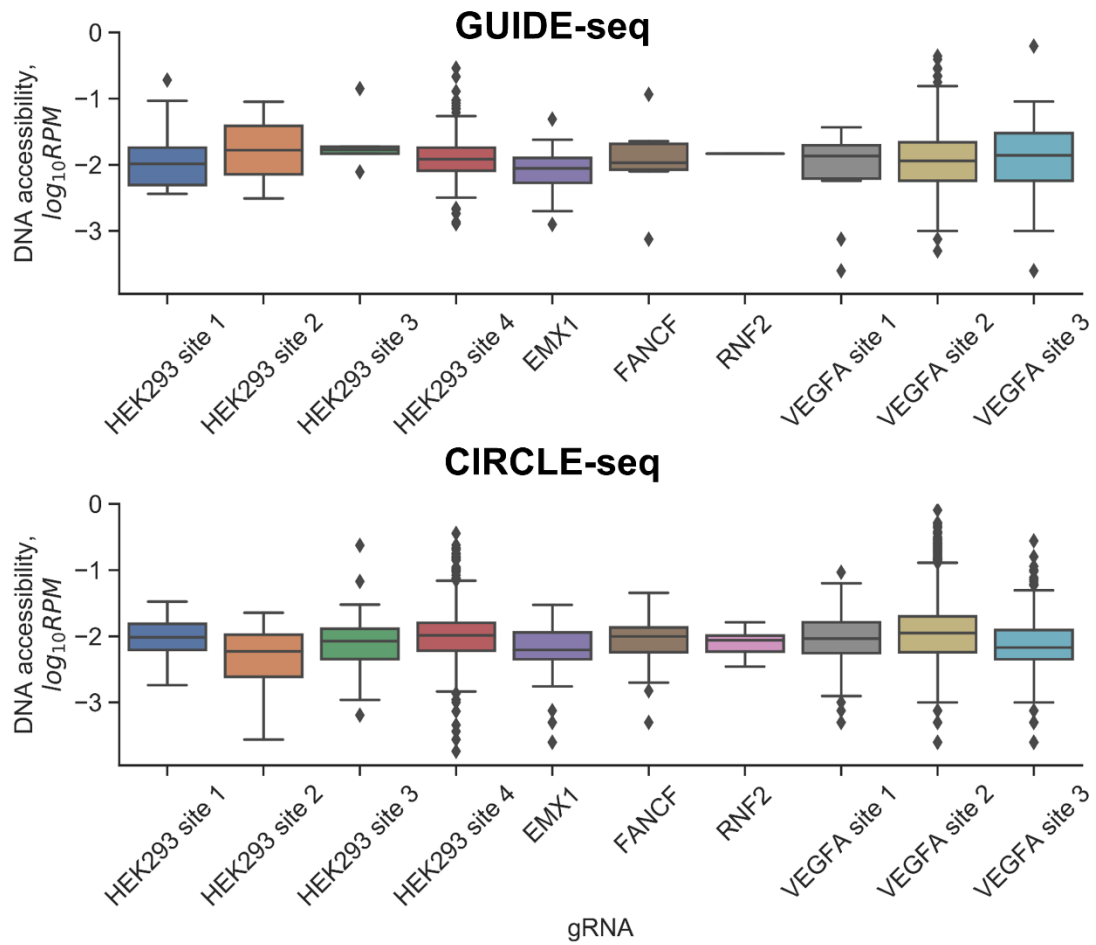 GUIDE-seq
DNA accessibility,
log₁₀RPM
0
−1
−2
−3
HEK293 site 1
HEK293 site 2
HEK293 site 3
HEK293 site 4
EMX1
FANCF
RNF2
VEGFA site 1
VEGFA site 2
VEGFA site 3
CIRCLE-seq
DNA accessibility,
log₁₀RPM
0
−1
−2
−3
HEK293 site 1
HEK293 site 2
HEK293 site 3
HEK293 site 4
EMX1
FANCF
RNF2
VEGFA site 1
VEGFA site 2
VEGFA site 3
gRNA